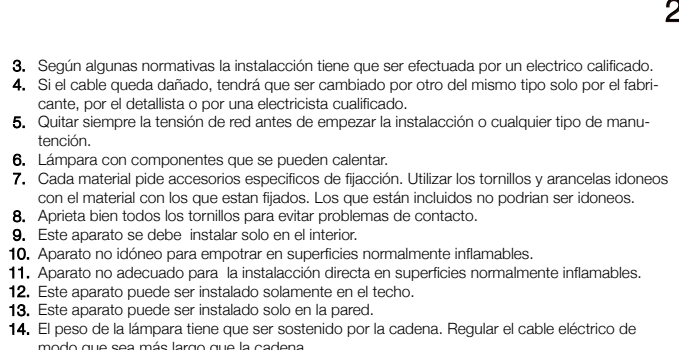 2
3. Según algunas normativas la instalacción tiene que ser efectuada por un electrico calificado.
4. Si el cable queda dañado, tendrá que ser cambiado por otro del mismo tipo solo por el fabri-
cante, por el detallista o por una electricista cualificado.
5. Quitar siempre la tensión de red antes de empezar la instalacción o cualquier tipo de manu-
tención.
6. Lámpara con componentes que se pueden calentar.
7. Cada material pide accesorios especificos de fijacción. Utilizar los tornillos y arancelas idoneos
con el material con los que estan fijados. Los que están incluidos no podrian ser idoneos.
8. Aprieta bien todos los tornillos para evitar problemas de contacto.
9. Este aparato se debe instalar solo en el interior.
10. Aparato no idóneo para empotrar en superficies normalmente inflamables.
11. Aparato no adecuado para la instalacción directa en superficies normalmente inflamables.
12. Este aparato puede ser instalado solamente en el techo.
13. Este aparato puede ser instalado solo en la pared.
14. El peso de la lámpara tiene que ser sostenido por la cadena. Regular el cable eléctrico de
modo que sea más largo que la cadena